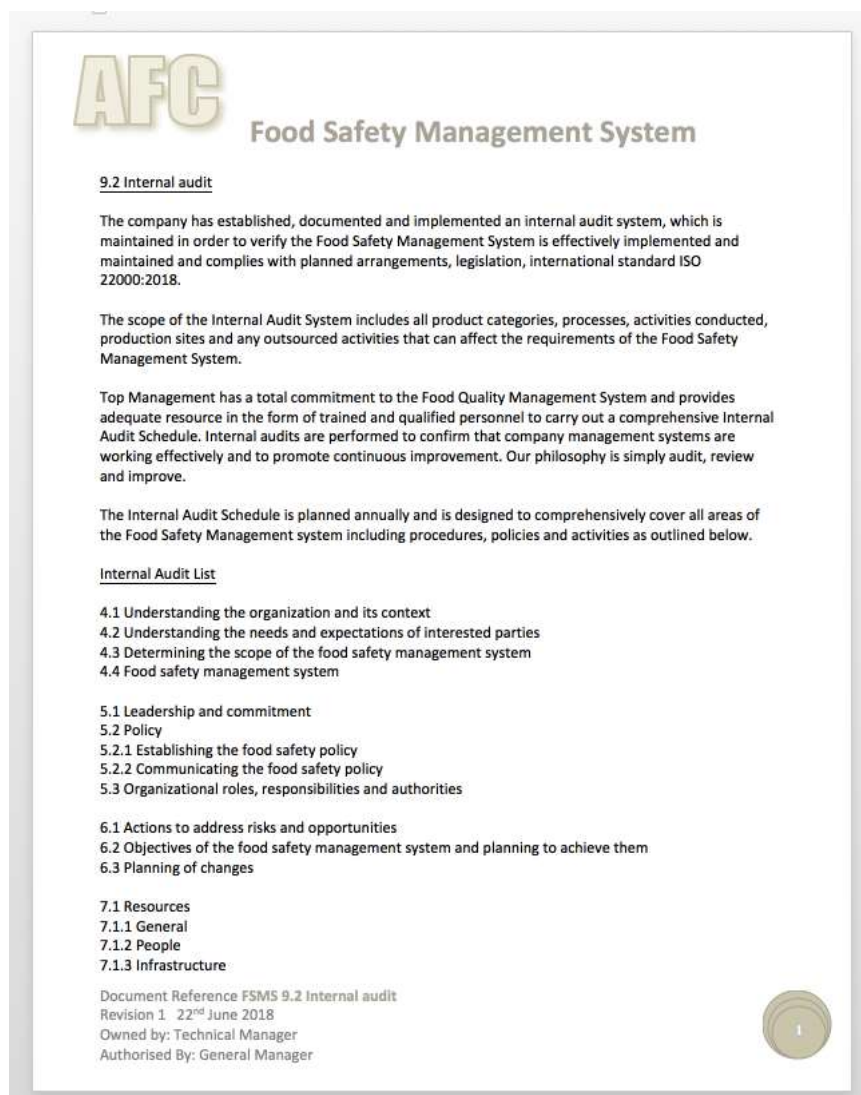 AFC
Food Safety Management System
9.2 Internal audit
The company has established, documented and implemented an internal audit system, which is
maintained in order to verify the Food Safety Management System is effectively implemented and
maintained and complies with planned arrangements, legislation, international standard ISO
22000:2018.
The scope of the Internal Audit System includes all product categories, processes, activities conducted,
production sites and any outsourced activities that can affect the requirements of the Food Safety
Management System.
Top Management has a total commitment to the Food Quality Management System and provides
adequate resource in the form of trained and qualified personnel to carry out a comprehensive Internal
Audit Schedule. Internal audits are performed to confirm that company management systems are
working effectively and to promote continuous improvement. Our philosophy is simply audit, review
and improve.
The Internal Audit Schedule is planned annually and is designed to comprehensively cover all areas of
the Food Safety Management system including procedures, policies and activities as outlined below.
Internal Audit List
4.1 Understanding the organization and its context
4.2 Understanding the needs and expectations of interested parties
4.3 Determining the scope of the food safety management system
4.4 Food safety management system
5.1 Leadership and commitment
5.2 Policy
5.2.1 Establishing the food safety policy
5.2.2 Communicating the food safety policy
5.3 Organizational roles, responsibilities and authorities
6.1 Actions to address risks and opportunities
6.2 Objectives of the food safety management system and planning to achieve them
6.3 Planning of changes
7.1 Resources
7.1.1 General
7.1.2 People
7.1.3 Infrastructure
Document Reference FSMS 9.2 Internal audit
Revision 1 22nd June 2018
Owned by: Technical Manager
Authorised By: General Manager
1